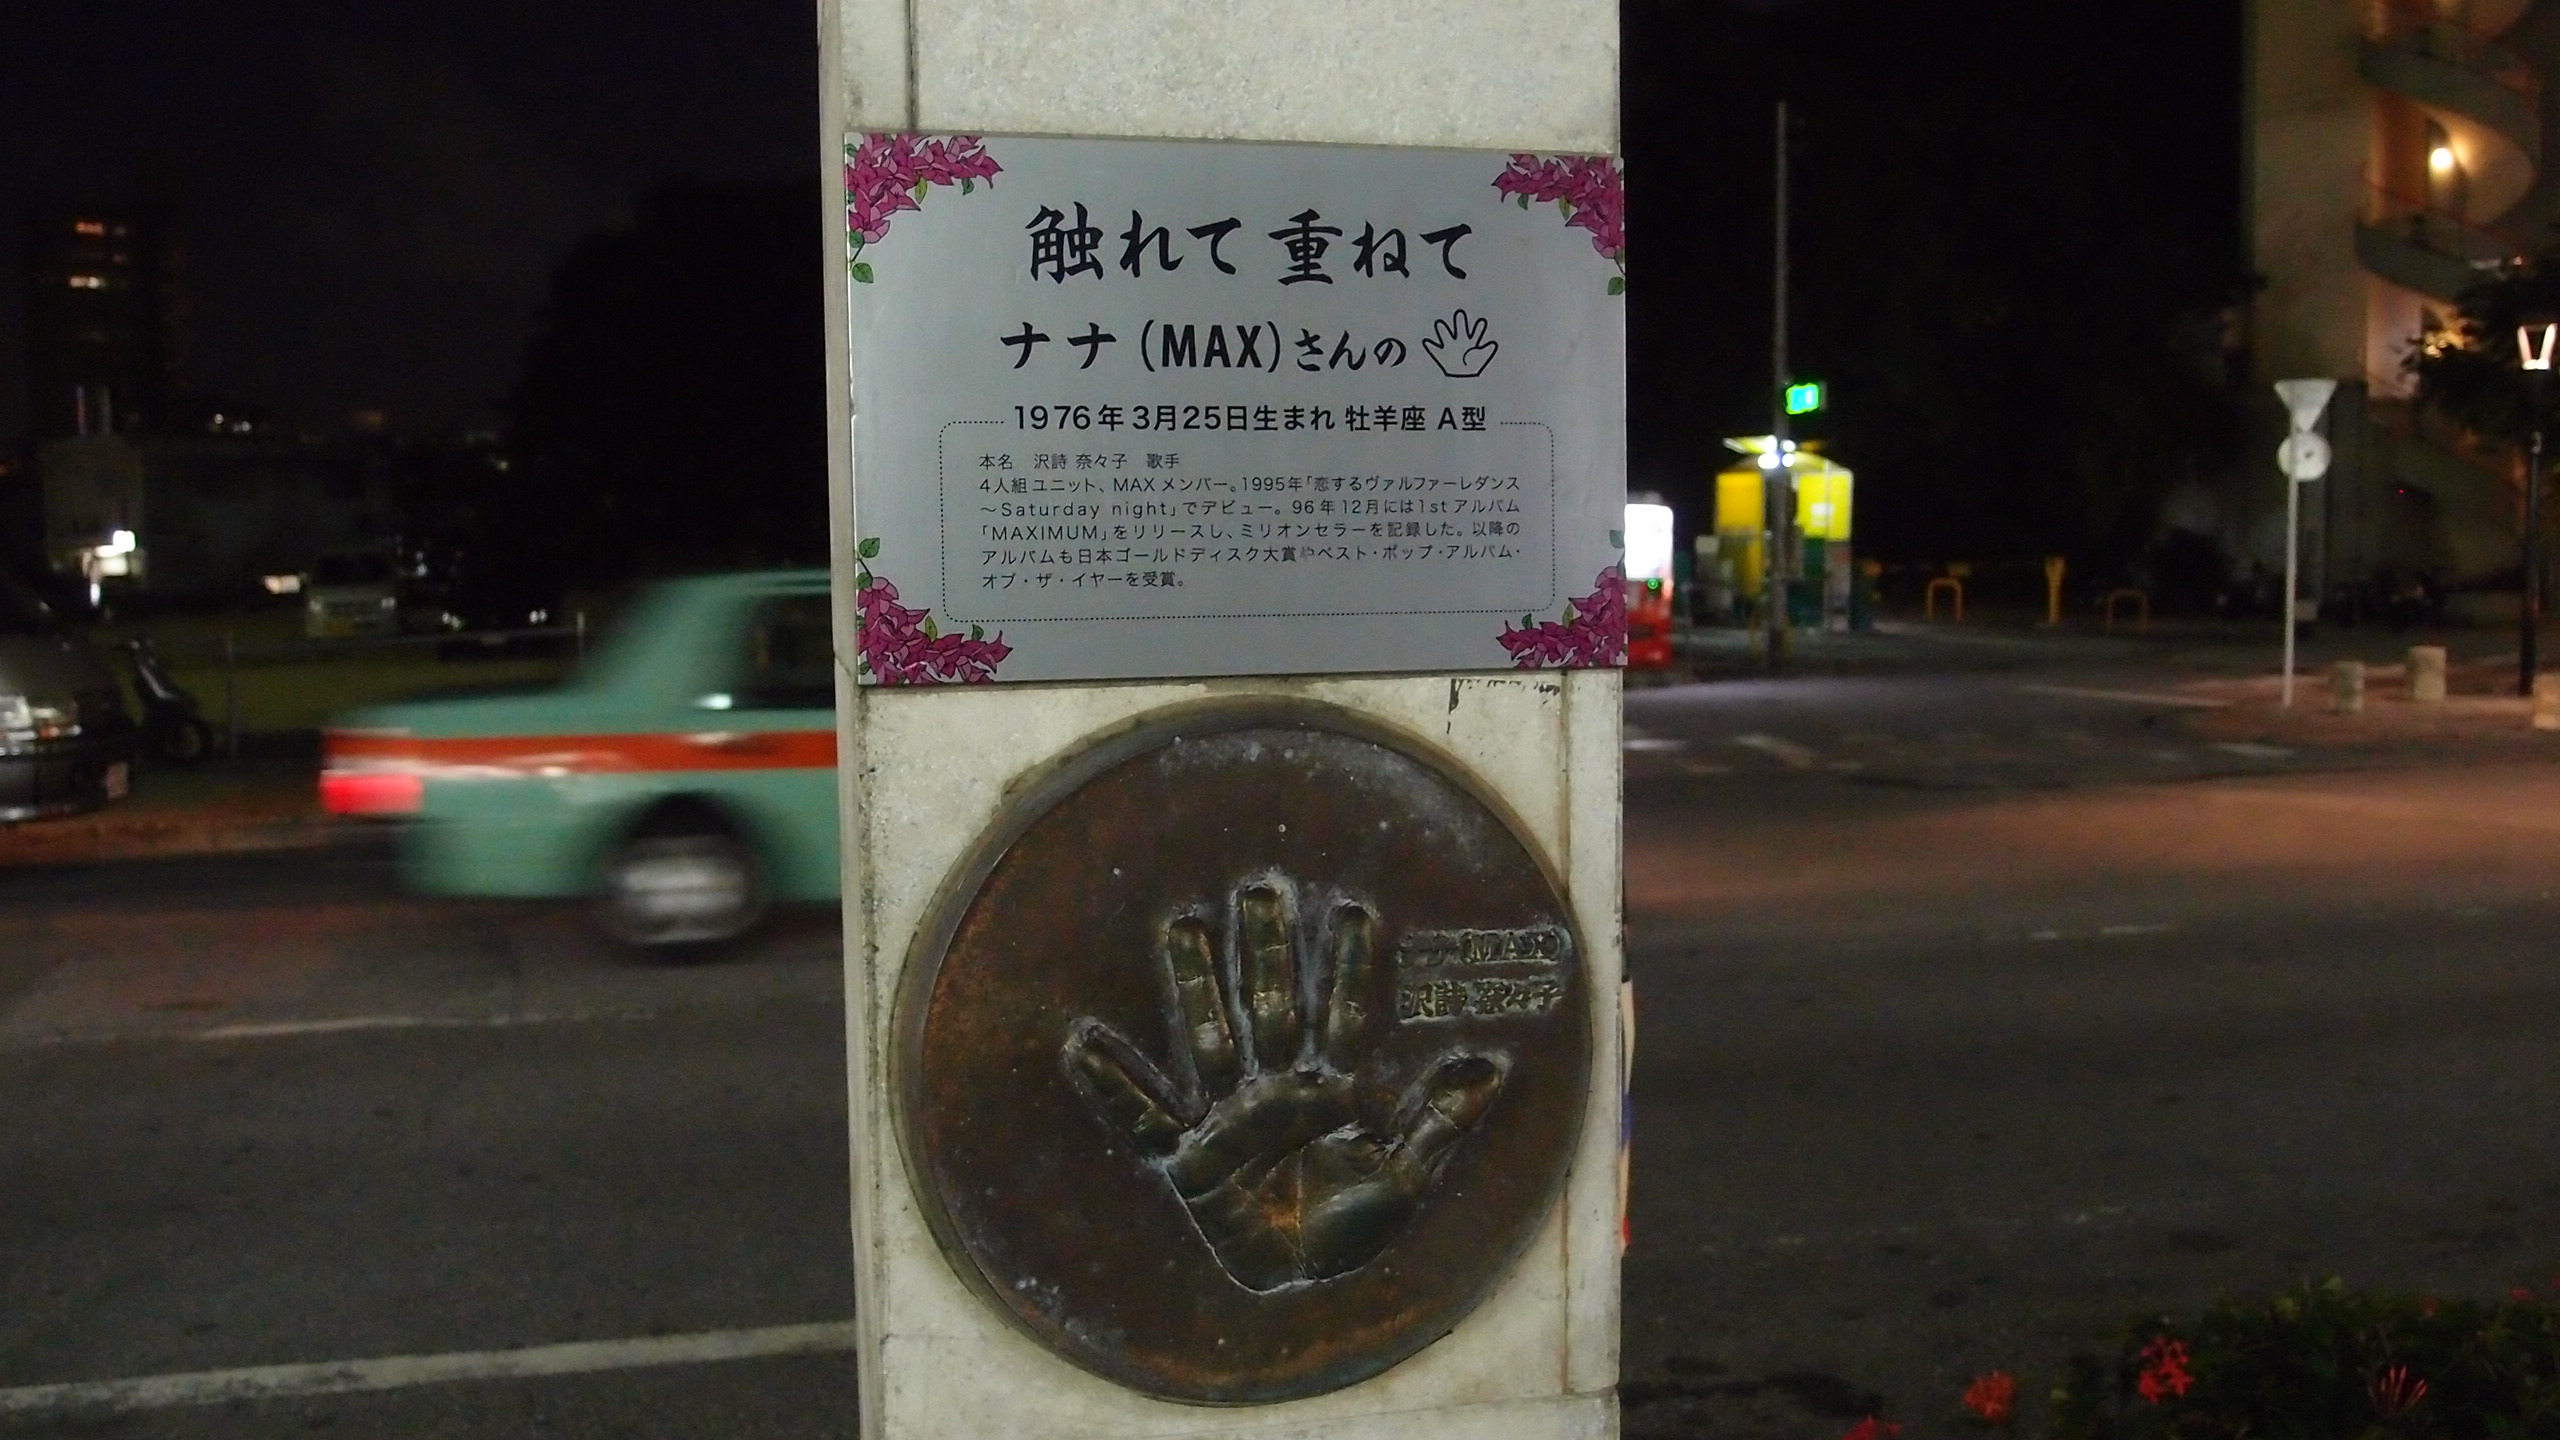 触れて 重ねて
ナナ(MAX)さんの
1976年3月25日生まれ 牡羊座 A型
本名 沢詩 奈々子 歌手
4人組ユニット、MAXメンバー。1995年「恋するヴァルファーレダンス
〜Saturday night」でデビュー。96年12月には1stアルバム
「MAXIMUM」をリリースし、ミリオンセラーを記録した。以降の
アルバムも日本ゴールドディスク大賞やベスト・ポップ・アルバム・
オブ・ザ・イヤーを受賞。
ナナ(MAX)
沢詩 奈々子